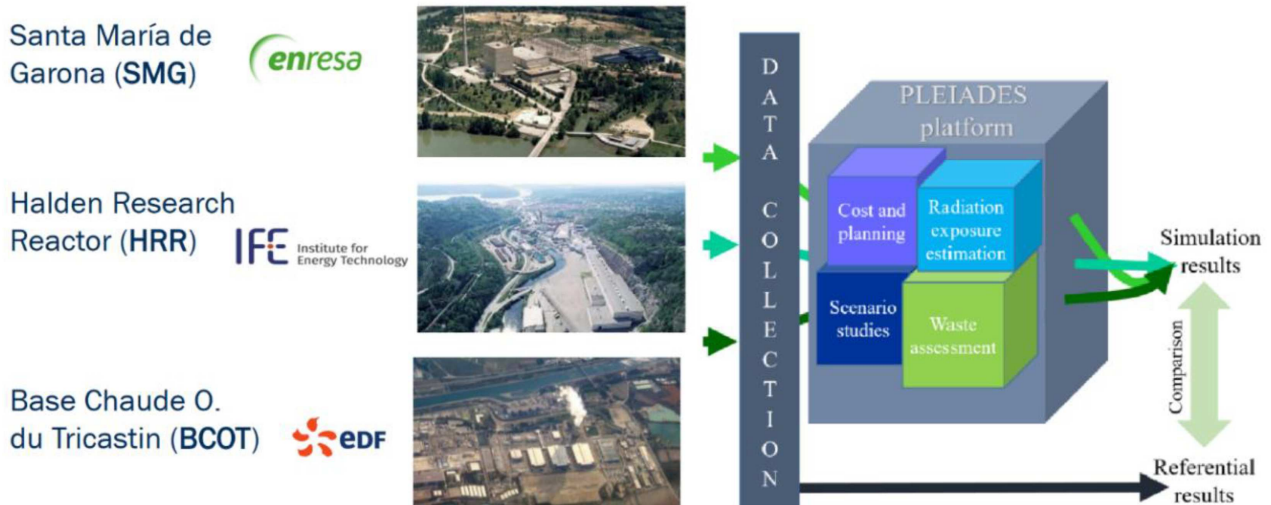 Santa María de
Garona (SMG)
enresa
Halden Research
Reactor (HRR)
IFE
Institute for
Energy Technology
Base Chaude O.
du Tricastin (BCOT)
eDF
DATA COLLECTION
PLEIADES
platform
Cost and
planning
Radiation
exposure
estimation
Scenario
studies
Waste
assessment
Simulation
results
Comparison
Referential
results